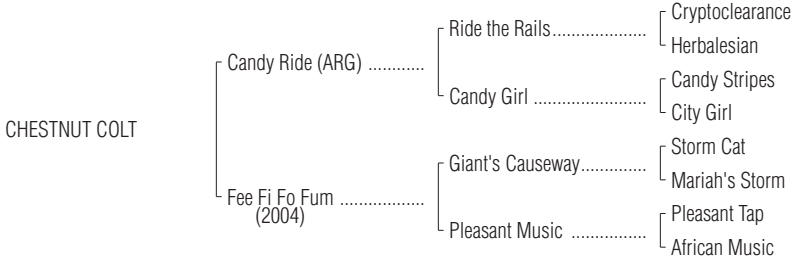 Cryptoclearance
Ride the Rails.....................
Herbalesian
Candy Ride (ARG) ............
Candy Stripes
Candy Girl .........................
City Girl
CHESTNUT COLT
Storm Cat
Giant's Causeway..............
Mariah's Storm
Fee Fi Fo Fum ..................
(2004)
Pleasant Tap
Pleasant Music ................
African Music